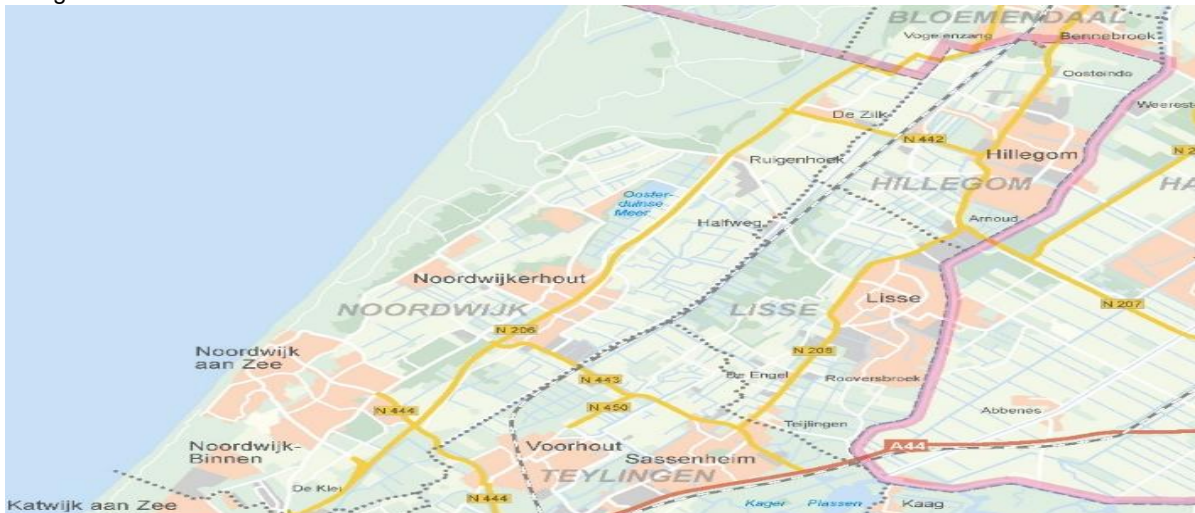 BLOEMENDAAL
Vogelenzang
Bennebroek
Oosteinde
De Zilk
N 442
Hillegom
Ruigenhoek
HILLEGOM
Ooster-
duinse
Meer
Halfweg
Arnoud
Noordwijkerhout
NOORDWIJK
LISSE
Lisse
N 207
N 206
Noordwijk
aan Zee
N 208
N 443
De Engel
Rooversbroek
N 444
N 450
Abbenes
Teijlingen
Noordwijk-
Binnen
Voorhout
Sassenheim
A44
TEYLINGEN
De Klei
N 444
Katwijk aan Zee
Kager Plassen
Kaag